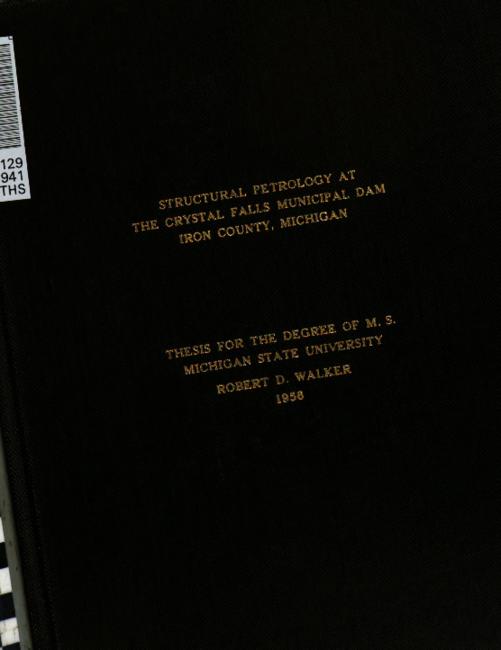 129
941
THS
STRUCTURAL PETROLOGY AT
THE CRYSTAL FALLS MUNICIPAL DAM
IRON COUNTY, MICHIGAN
THESIS FOR THE DEGREE OF M. S.
MICHIGAN STATE UNIVERSITY
ROBERT D. WALKER
1958